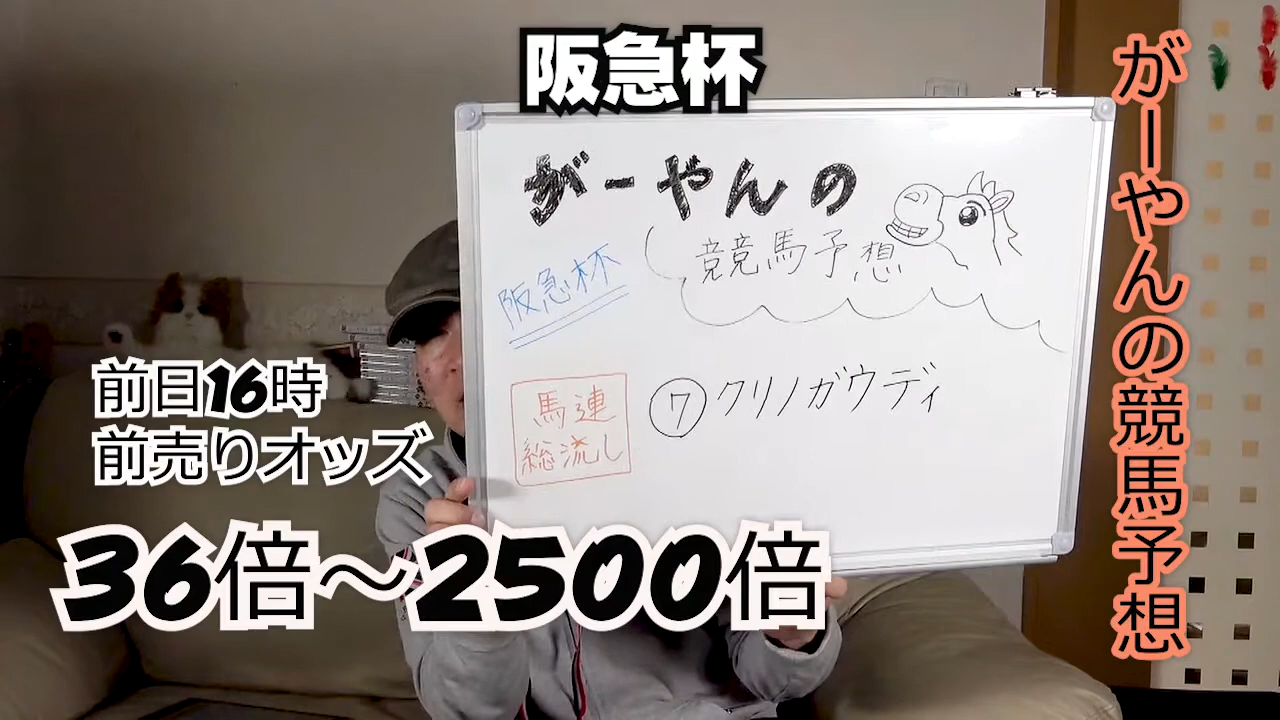 阪急杯
がーやんの競馬予想
がーやんの
競馬予想
阪急杯
馬連
総流し
⑦クリノガウディ
前日16時
前売りオッズ
36倍～2500倍